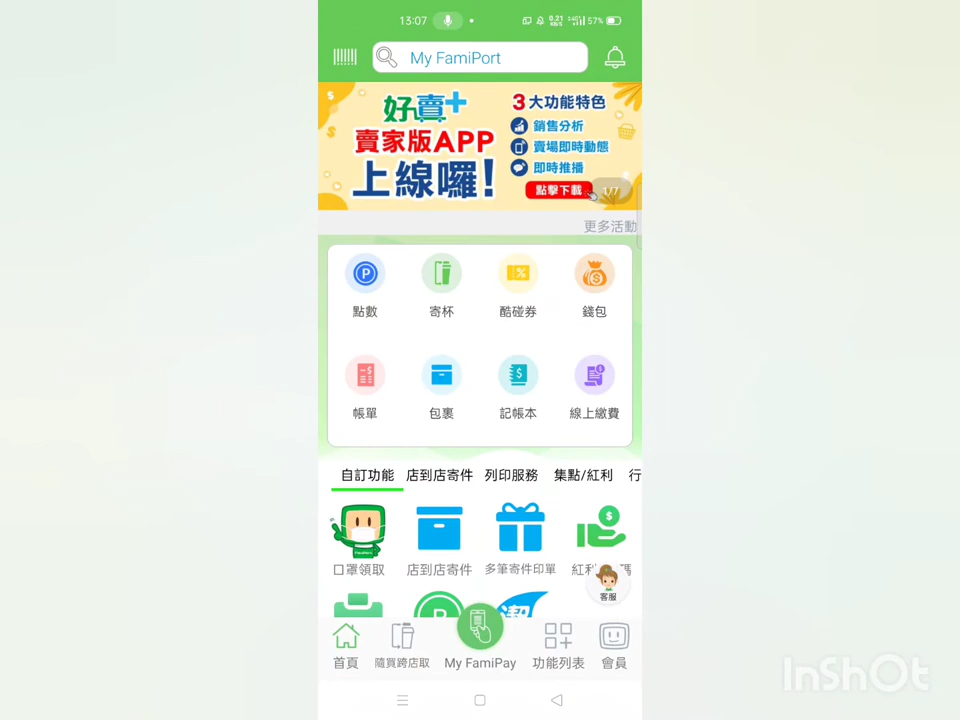 13:07
0.21 KB/S
57%
My FamiPort
好賣+
賣家版APP
上線囉!
3大功能特色
銷售分析
賣場即時動態
即時推播
點擊下載
1/7
更多活動
點數
寄杯
酷碰券
錢包
帳單
包裹
記帳本
線上繳費
自訂功能
店到店寄件
列印服務
集點/紅利
行
口罩領取
店到店寄件
多筆寄件印單
紅利
碼
客服
首頁
隨買跨店取
My FamiPay
功能列表
會員
InShOt